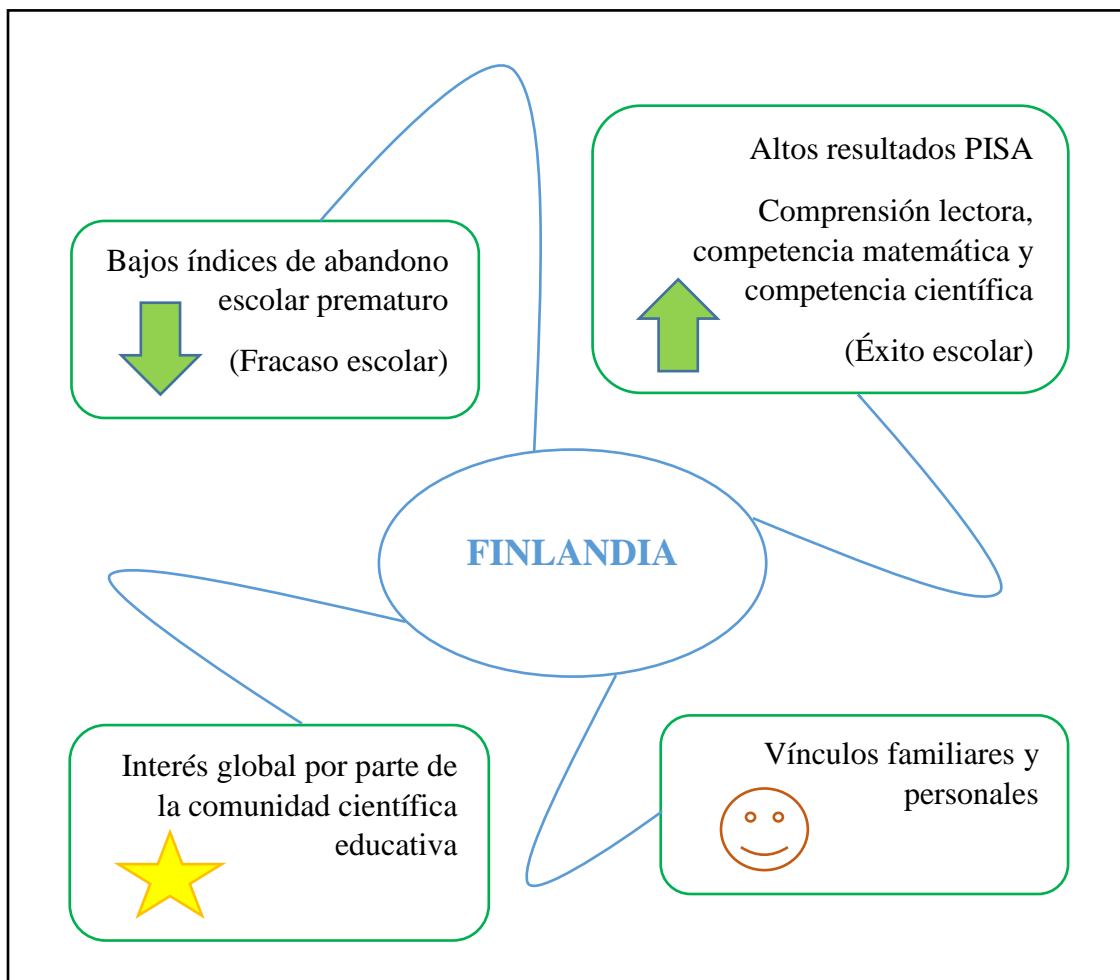 Bajos índices de abandono
escolar prematuro
(Fracaso escolar)
Altos resultados PISA
Comprensión lectora,
competencia matemática y
competencia científica
(Éxito escolar)
FINLANDIA
Interés global por parte de
la comunidad científica
educativa
Vínculos familiares y
personales